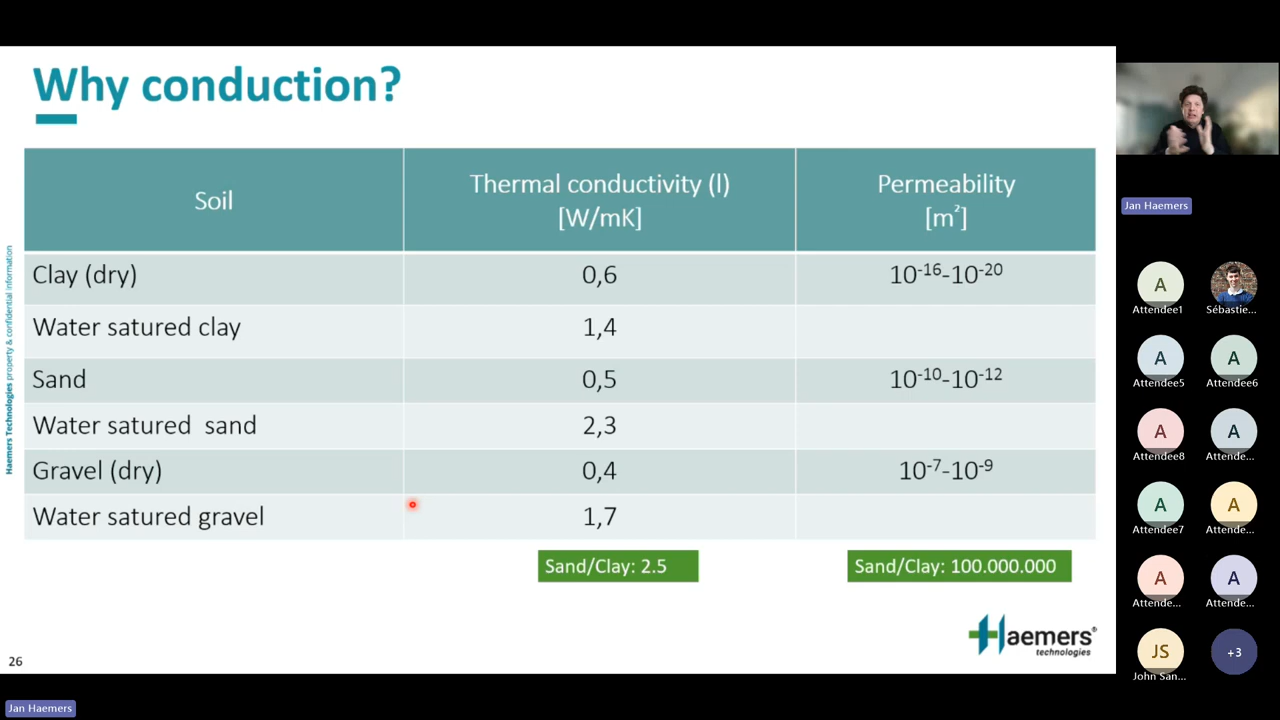 Why conduction?
Soil
Thermal conductivity (l)
[W/mK]
Permeability
[m²]
Clay (dry) 0,6 10⁻¹⁶-10⁻²⁰
Water satured clay 1,4
Sand 0,5 10⁻¹⁰-10⁻¹²
Water satured sand 2,3
Gravel (dry) 0,4 10⁻⁷-10⁻⁹
Water satured gravel 1,7
Sand/Clay: 2.5
Sand/Clay: 100.000.000
Haemers Technologies property & confidential information
Haemers®
technologies
26
Jan Haemers
Jan Haemers
A
Attendee1
Sébastie...
A
Attendee5
A
Attendee6
A
Attendee8
A
Attende...
A
Attendee7
A
Attende...
A
Attende...
A
Attende...
JS
John San...
+3